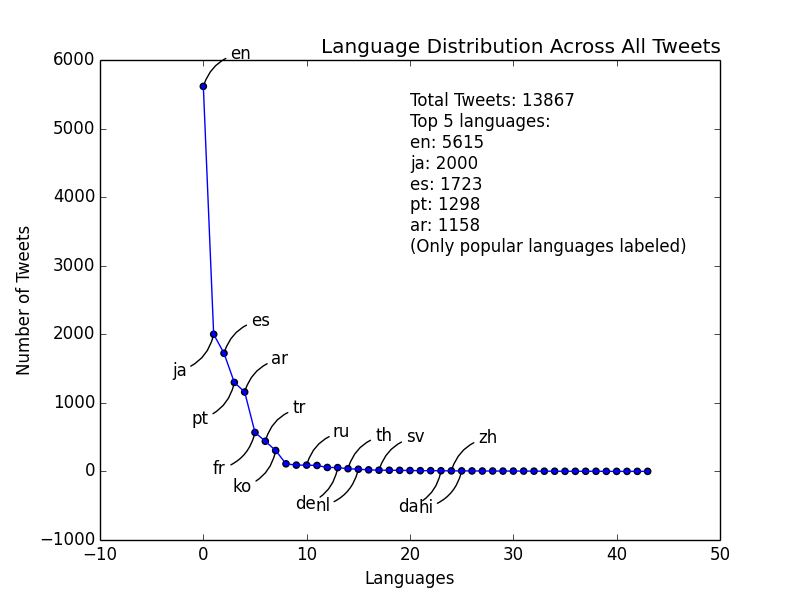 Language Distribution Across All Tweets
6000
5000
4000
3000
2000
1000
0
−1000
Number of Tweets
en
Total Tweets: 13867
Top 5 languages:
en: 5615
ja: 2000
es: 1723
pt: 1298
ar: 1158
(Only popular languages labeled)
es
ja
ar
pt
tr
ru
th
sv
zh
fr
ko
de
nl
da
hi
−10
0
10
20
30
40
50
Languages